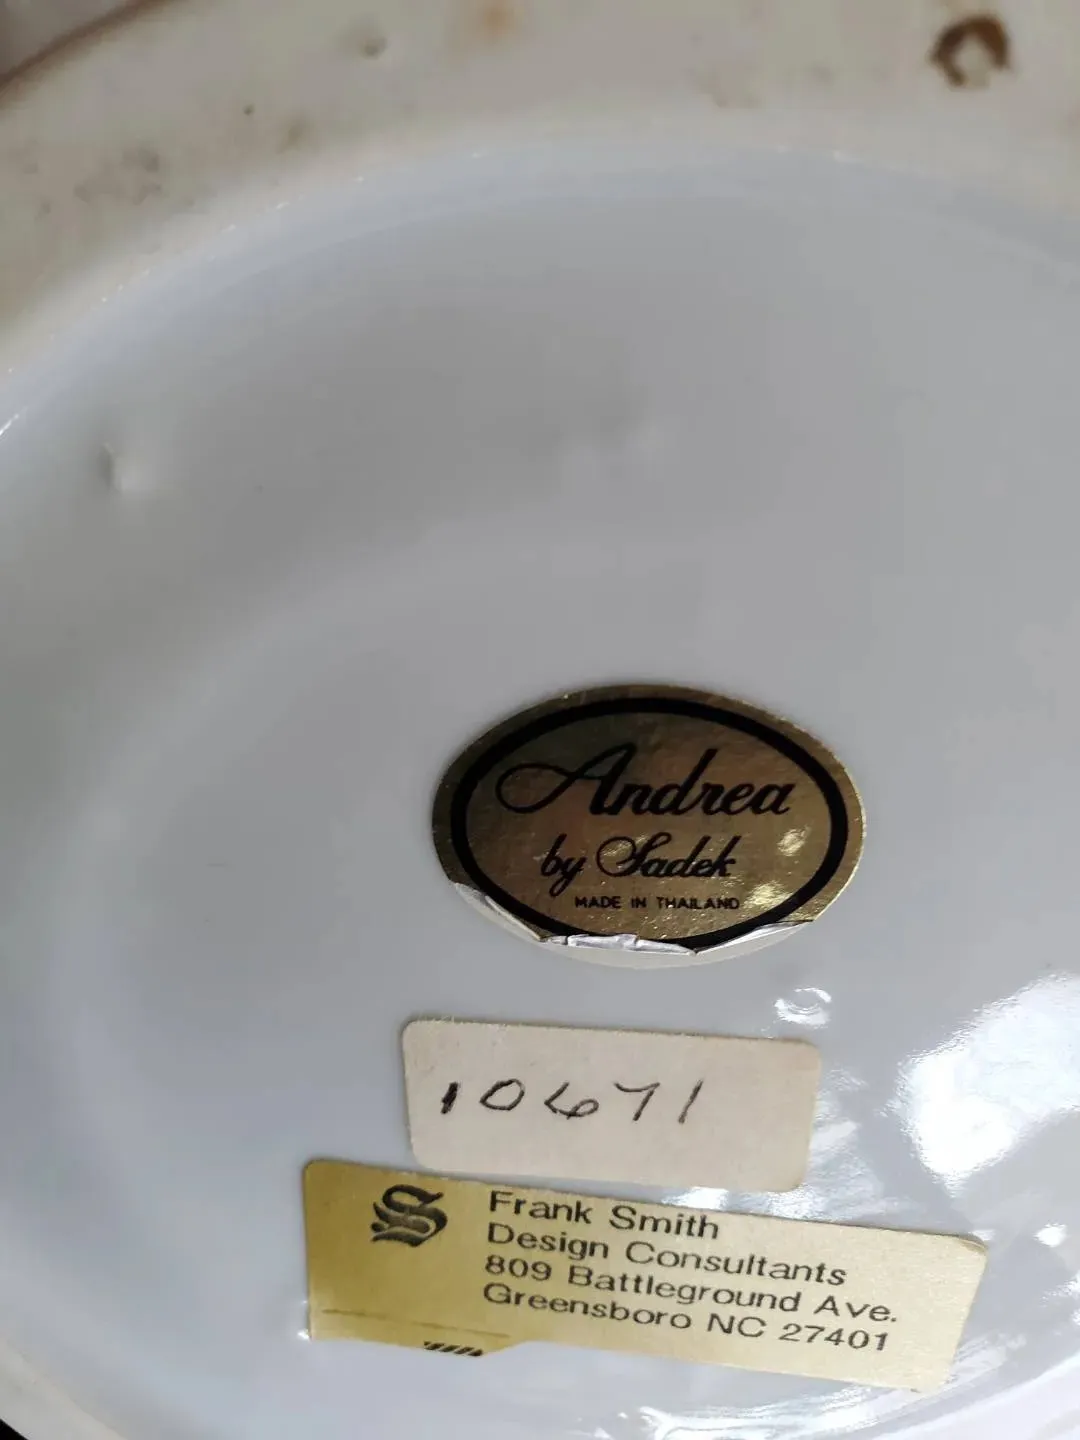 Andrea
by Sadek
MADE IN THAILAND
10671
S
Frank Smith
Design Consultants
809 Battleground Ave.
Greensboro NC 27401